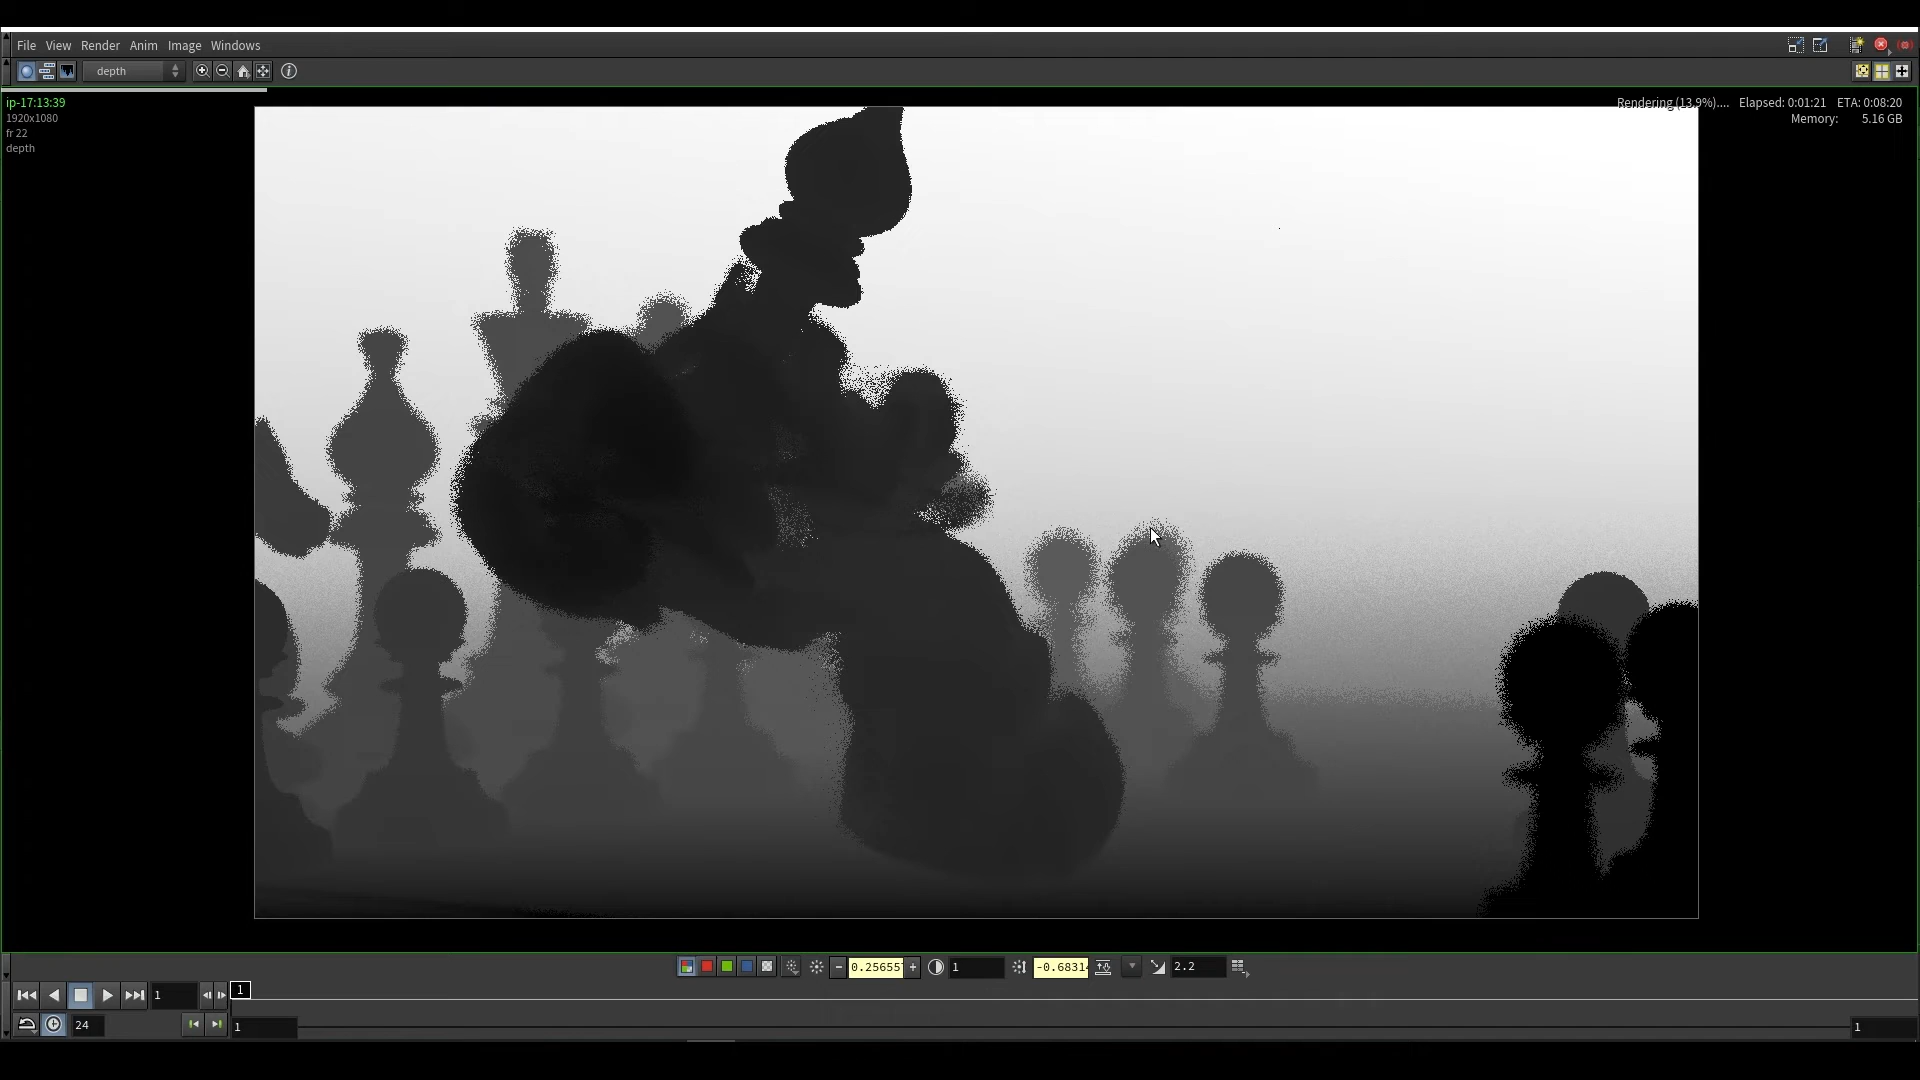 File View Render Anim Image Windows
depth
ip-17:13:39
1920x1080
fr 22
depth
Rendering (13.9%).... Elapsed: 0:01:21 ETA: 0:08:20
Memory: 5.16 GB
0.25655 1 -0.6831 2.2
1 1
24 1 1